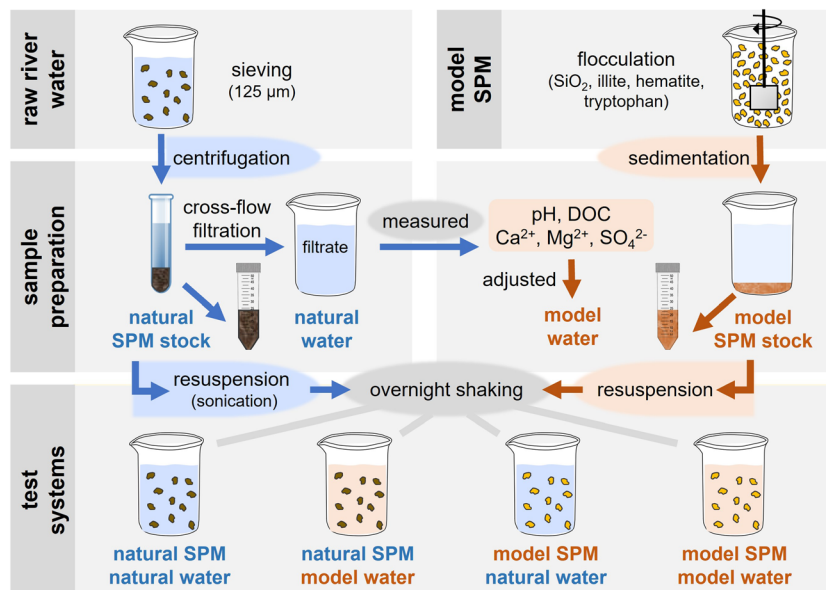 raw river
water
sieving
(125 µm)
centrifugation
model
SPM
flocculation
(SiO₂, illite, hematite,
tryptophan)
sedimentation
sample
preparation
cross-flow
filtration
filtrate
natural
SPM stock
natural
water
measured
pH, DOC
Ca²⁺, Mg²⁺, SO₄²⁻
adjusted
model
water
model
SPM stock
resuspension
(sonication)
overnight shaking
resuspension
test
systems
natural SPM
natural water
natural SPM
model water
model SPM
natural water
model SPM
model water